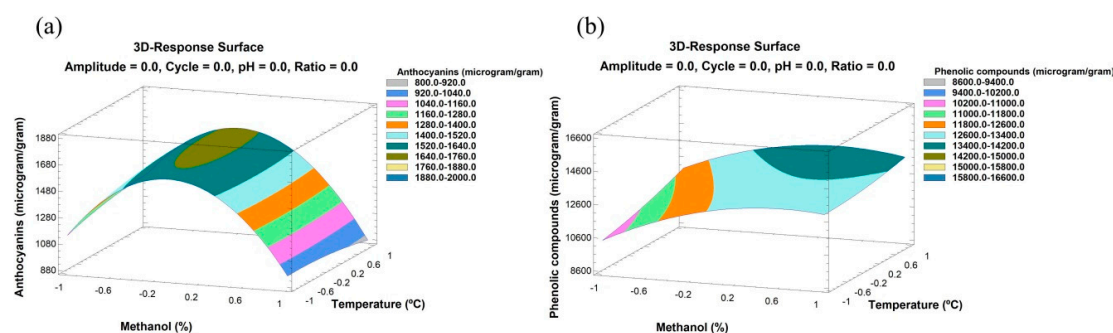 (a)
3D-Response Surface
Amplitude = 0.0, Cycle = 0.0, pH = 0.0, Ratio = 0.0
Anthocyanins (microgram/gram)
800.0-920.0
920.0-1040.0
1040.0-1160.0
1160.0-1280.0
1280.0-1400.0
1400.0-1520.0
1520.0-1640.0
1640.0-1760.0
1760.0-1880.0
1880.0-2000.0
Anthocyanins (microgram/gram)
1880
1680
1480
1280
1080
880
-1 -0.6 -0.2 0.2 0.6 1
Methanol (%)
-1 -0.6 -0.2 0.2 0.6 1
Temperature (ºC)
(b)
3D-Response Surface
Amplitude = 0.0, Cycle = 0.0, pH = 0.0, Ratio = 0.0
Phenolic compounds (microgram/gram)
8600.0-9400.0
9400.0-10200.0
10200.0-11000.0
11000.0-11800.0
11800.0-12600.0
12600.0-13400.0
13400.0-14200.0
14200.0-15000.0
15000.0-15800.0
15800.0-16600.0
Phenolic compounds (microgram/gram)
16600
14600
12600
10600
8600
-1 -0.6 -0.2 0.2 0.6 1
Methanol (%)
-1 -0.6 -0.2 0.2 0.6 1
Temperature (ºC)